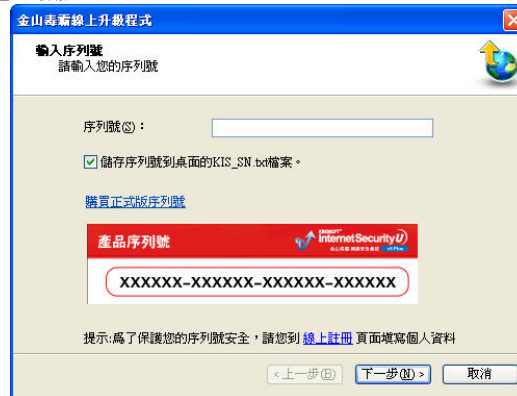 金山毒霸線上升級程式
輸入序列號
請輸入您的序列號
序列號(S)：
儲存序列號到桌面的KIS_SN.txt檔案。
購買正式版序列號
產品序列號
InternetSecurity
XXXXXX-XXXXXX-XXXXXX-XXXXXX
提示:為了保護您的序列號安全，請您到 線上註冊 頁面填寫個人資料
<上一步(B)
下一步(N)>
取消